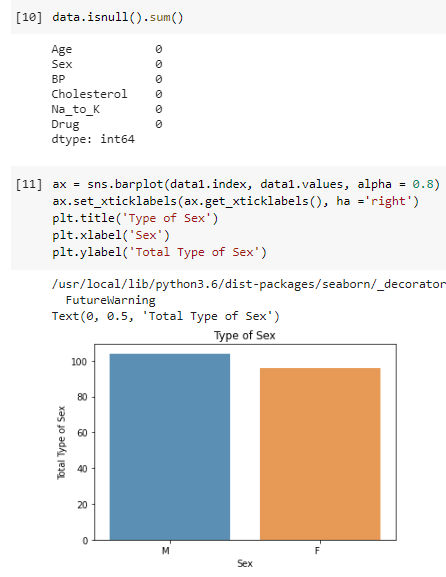 [10] data.isnull().sum()
Age 0
Sex 0
BP 0
Cholesterol 0
Na_to_K 0
Drug 0
dtype: int64
[11] ax = sns.barplot(data1.index, data1.values, alpha = 0.8)
ax.set_xticklabels(ax.get_xticklabels(), ha ='right')
plt.title('Type of Sex')
plt.xlabel('Sex')
plt.ylabel('Total Type of Sex')
/usr/local/lib/python3.6/dist-packages/seaborn/_decorator
FutureWarning
Text(0, 0.5, 'Total Type of Sex')
Type of Sex
100
80
60
40
20
0
Total Type of Sex
M F
Sex